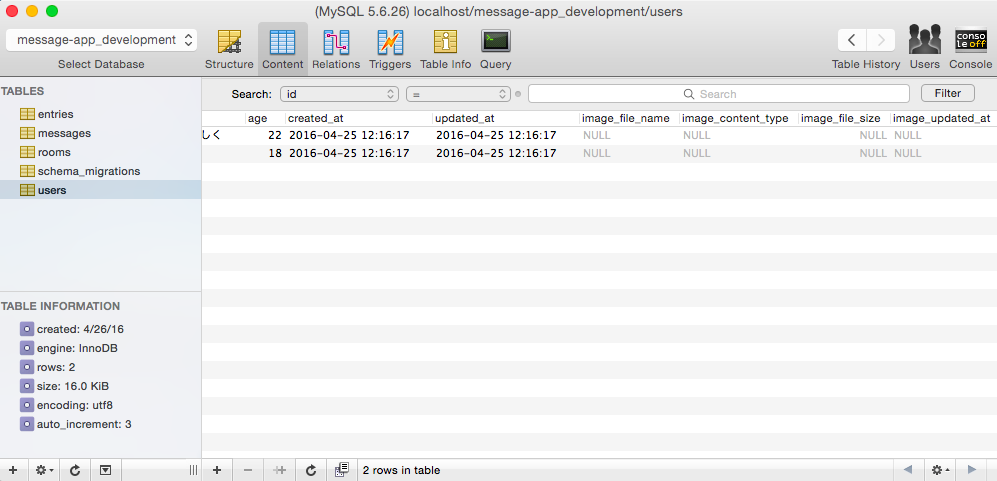 (MySQL 5.6.26) localhost/message-app_development/users
message-app_development
Select Database
Structure Content Relations Triggers Table Info Query
Table History Users Console
conso
le off
TABLES
entries
messages
rooms
schema_migrations
users
Search: id = Search Filter
age created_at updated_at image_file_name image_content_type image_file_size image_updated_at
しく 22 2016-04-25 12:16:17 2016-04-25 12:16:17 NULL NULL NULL NULL
18 2016-04-25 12:16:17 2016-04-25 12:16:17 NULL NULL NULL NULL
TABLE INFORMATION
created: 4/26/16
engine: InnoDB
rows: 2
size: 16.0 KiB
encoding: utf8
auto_increment: 3
2 rows in table